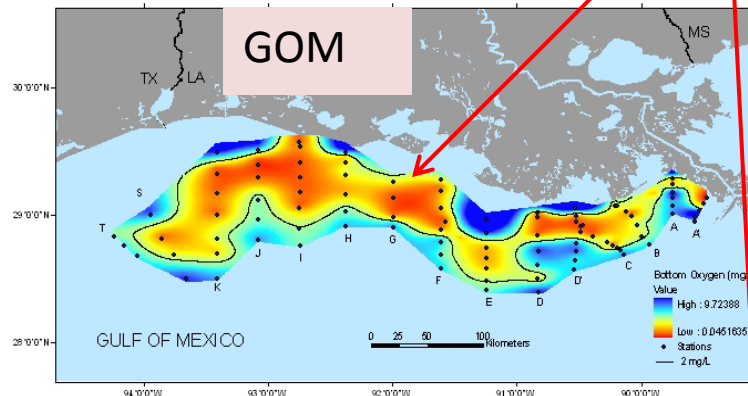 GOM
MS
TX LA
30°0'0"N
S
29°0'0"N
T
A A'
K J I H G F E D D' C B
Bottom Oxygen (mg
Value
High : 9.72388
Low : 0.0451635
Stations
2 mg/L
0 25 50 100
Kilometers
GULF OF MEXICO
28°0'0"N
94°0'0"W 93°0'0"W 92°0'0"W 91°0'0"W 90°0'0"W